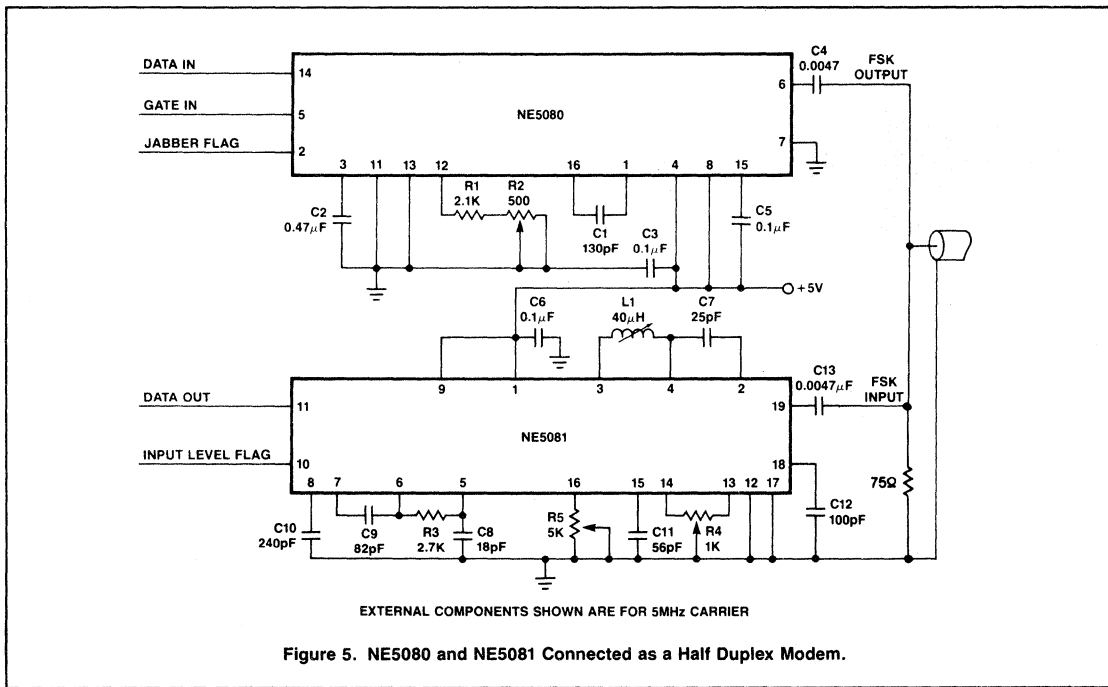 C4
0.0047
FSK
OUTPUT
DATA IN
14
6
GATE IN
5
NE5080
JABBER FLAG
2
7
3
11
13
12
16
1
4
8
15
R1
2.1K
R2
500
C2
0.47μF
C1
130pF
C3
0.1μF
C5
0.1μF
+5V
C6
0.1μF
L1
40μH
C7
25pF
9
1
3
4
2
C13
0.0047μF
FSK
INPUT
DATA OUT
11
19
NE5081
INPUT LEVEL FLAG
10
18
8
7
6
5
16
15
14
13
12
17
75Ω
C10
240pF
C9
82pF
R3
2.7K
C8
18pF
R5
5K
C11
56pF
R4
1K
C12
100pF
EXTERNAL COMPONENTS SHOWN ARE FOR 5MHz CARRIER
Figure 5. NE5080 and NE5081 Connected as a Half Duplex Modem.